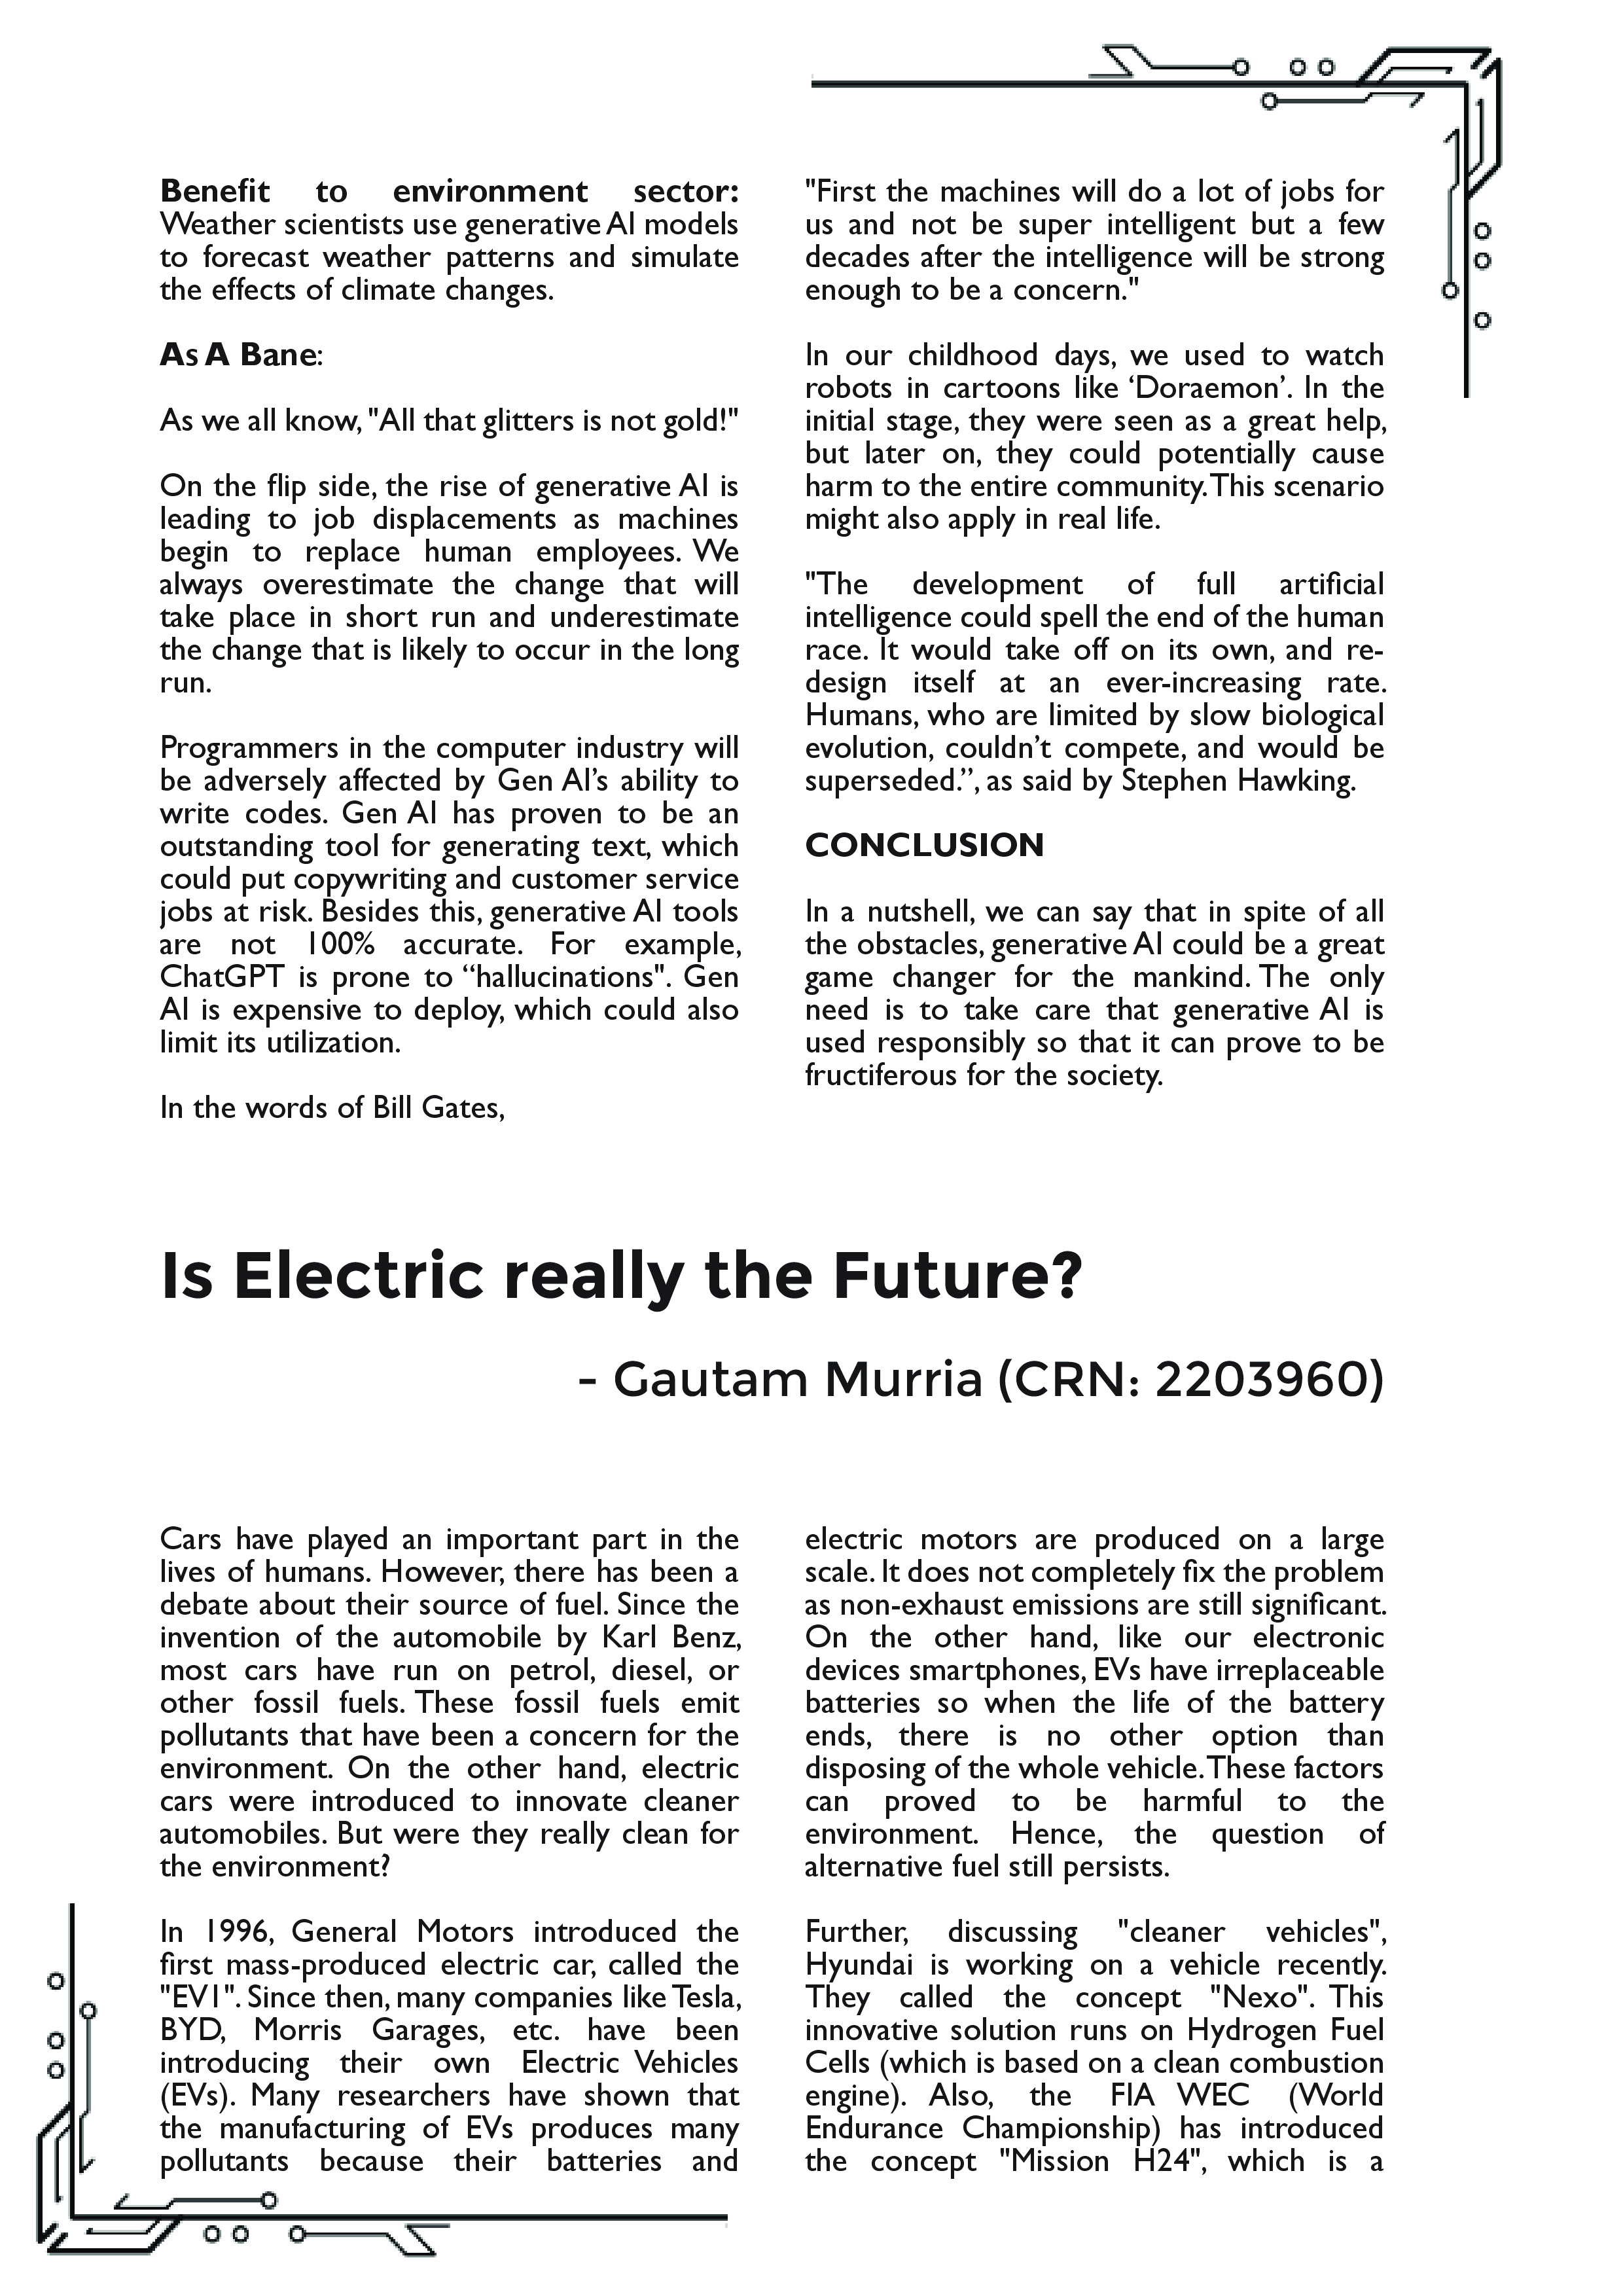 Benefit to environment sector:
Weather scientists use generative AI models
to forecast weather patterns and simulate
the effects of climate changes.
As A Bane:
As we all know, "All that glitters is not gold!"
On the flip side, the rise of generative AI is
leading to job displacements as machines
begin to replace human employees. We
always overestimate the change that will
take place in short run and underestimate
the change that is likely to occur in the long
run.
Programmers in the computer industry will
be adversely affected by Gen AI's ability to
write codes. Gen AI has proven to be an
outstanding tool for generating text, which
could put copywriting and customer service
jobs at risk. Besides this, generative AI tools
are not 100% accurate. For example,
ChatGPT is prone to “hallucinations". Gen
AI is expensive to deploy, which could also
limit its utilization.
In the words of Bill Gates,
"First the machines will do a lot of jobs for
us and not be super intelligent but a few
decades after the intelligence will be strong
enough to be a concern."
In our childhood days, we used to watch
robots in cartoons like ‘Doraemon’. In the
initial stage, they were seen as a great help,
but later on, they could potentially cause
harm to the entire community. This scenario
might also apply in real life.
"The development of full artificial
intelligence could spell the end of the human
race. It would take off on its own, and re-
design itself at an ever-increasing rate.
Humans, who are limited by slow biological
evolution, couldn’t compete, and would be
superseded.”, as said by Stephen Hawking.
CONCLUSION
In a nutshell, we can say that in spite of all
the obstacles, generative AI could be a great
game changer for the mankind. The only
need is to take care that generative AI is
used responsibly so that it can prove to be
fructiferous for the society.
Is Electric really the Future?
- Gautam Murria (CRN: 2203960)
Cars have played an important part in the
lives of humans. However, there has been a
debate about their source of fuel. Since the
invention of the automobile by Karl Benz,
most cars have run on petrol, diesel, or
other fossil fuels. These fossil fuels emit
pollutants that have been a concern for the
environment. On the other hand, electric
cars were introduced to innovate cleaner
automobiles. But were they really clean for
the environment?
In 1996, General Motors introduced the
first mass-produced electric car, called the
"EV1". Since then, many companies like Tesla,
BYD, Morris Garages, etc. have been
introducing their own Electric Vehicles
(EVs). Many researchers have shown that
the manufacturing of EVs produces many
pollutants because their batteries and
electric motors are produced on a large
scale. It does not completely fix the problem
as non-exhaust emissions are still significant.
On the other hand, like our electronic
devices smartphones, EVs have irreplaceable
batteries so when the life of the battery
ends, there is no other option than
disposing of the whole vehicle. These factors
can proved to be harmful to the
environment. Hence, the question of
alternative fuel still persists.
Further, discussing "cleaner vehicles",
Hyundai is working on a vehicle recently.
They called the concept "Nexo". This
innovative solution runs on Hydrogen Fuel
Cells (which is based on a clean combustion
engine). Also, the FIA WEC (World
Endurance Championship) has introduced
the concept "Mission H24", which is a